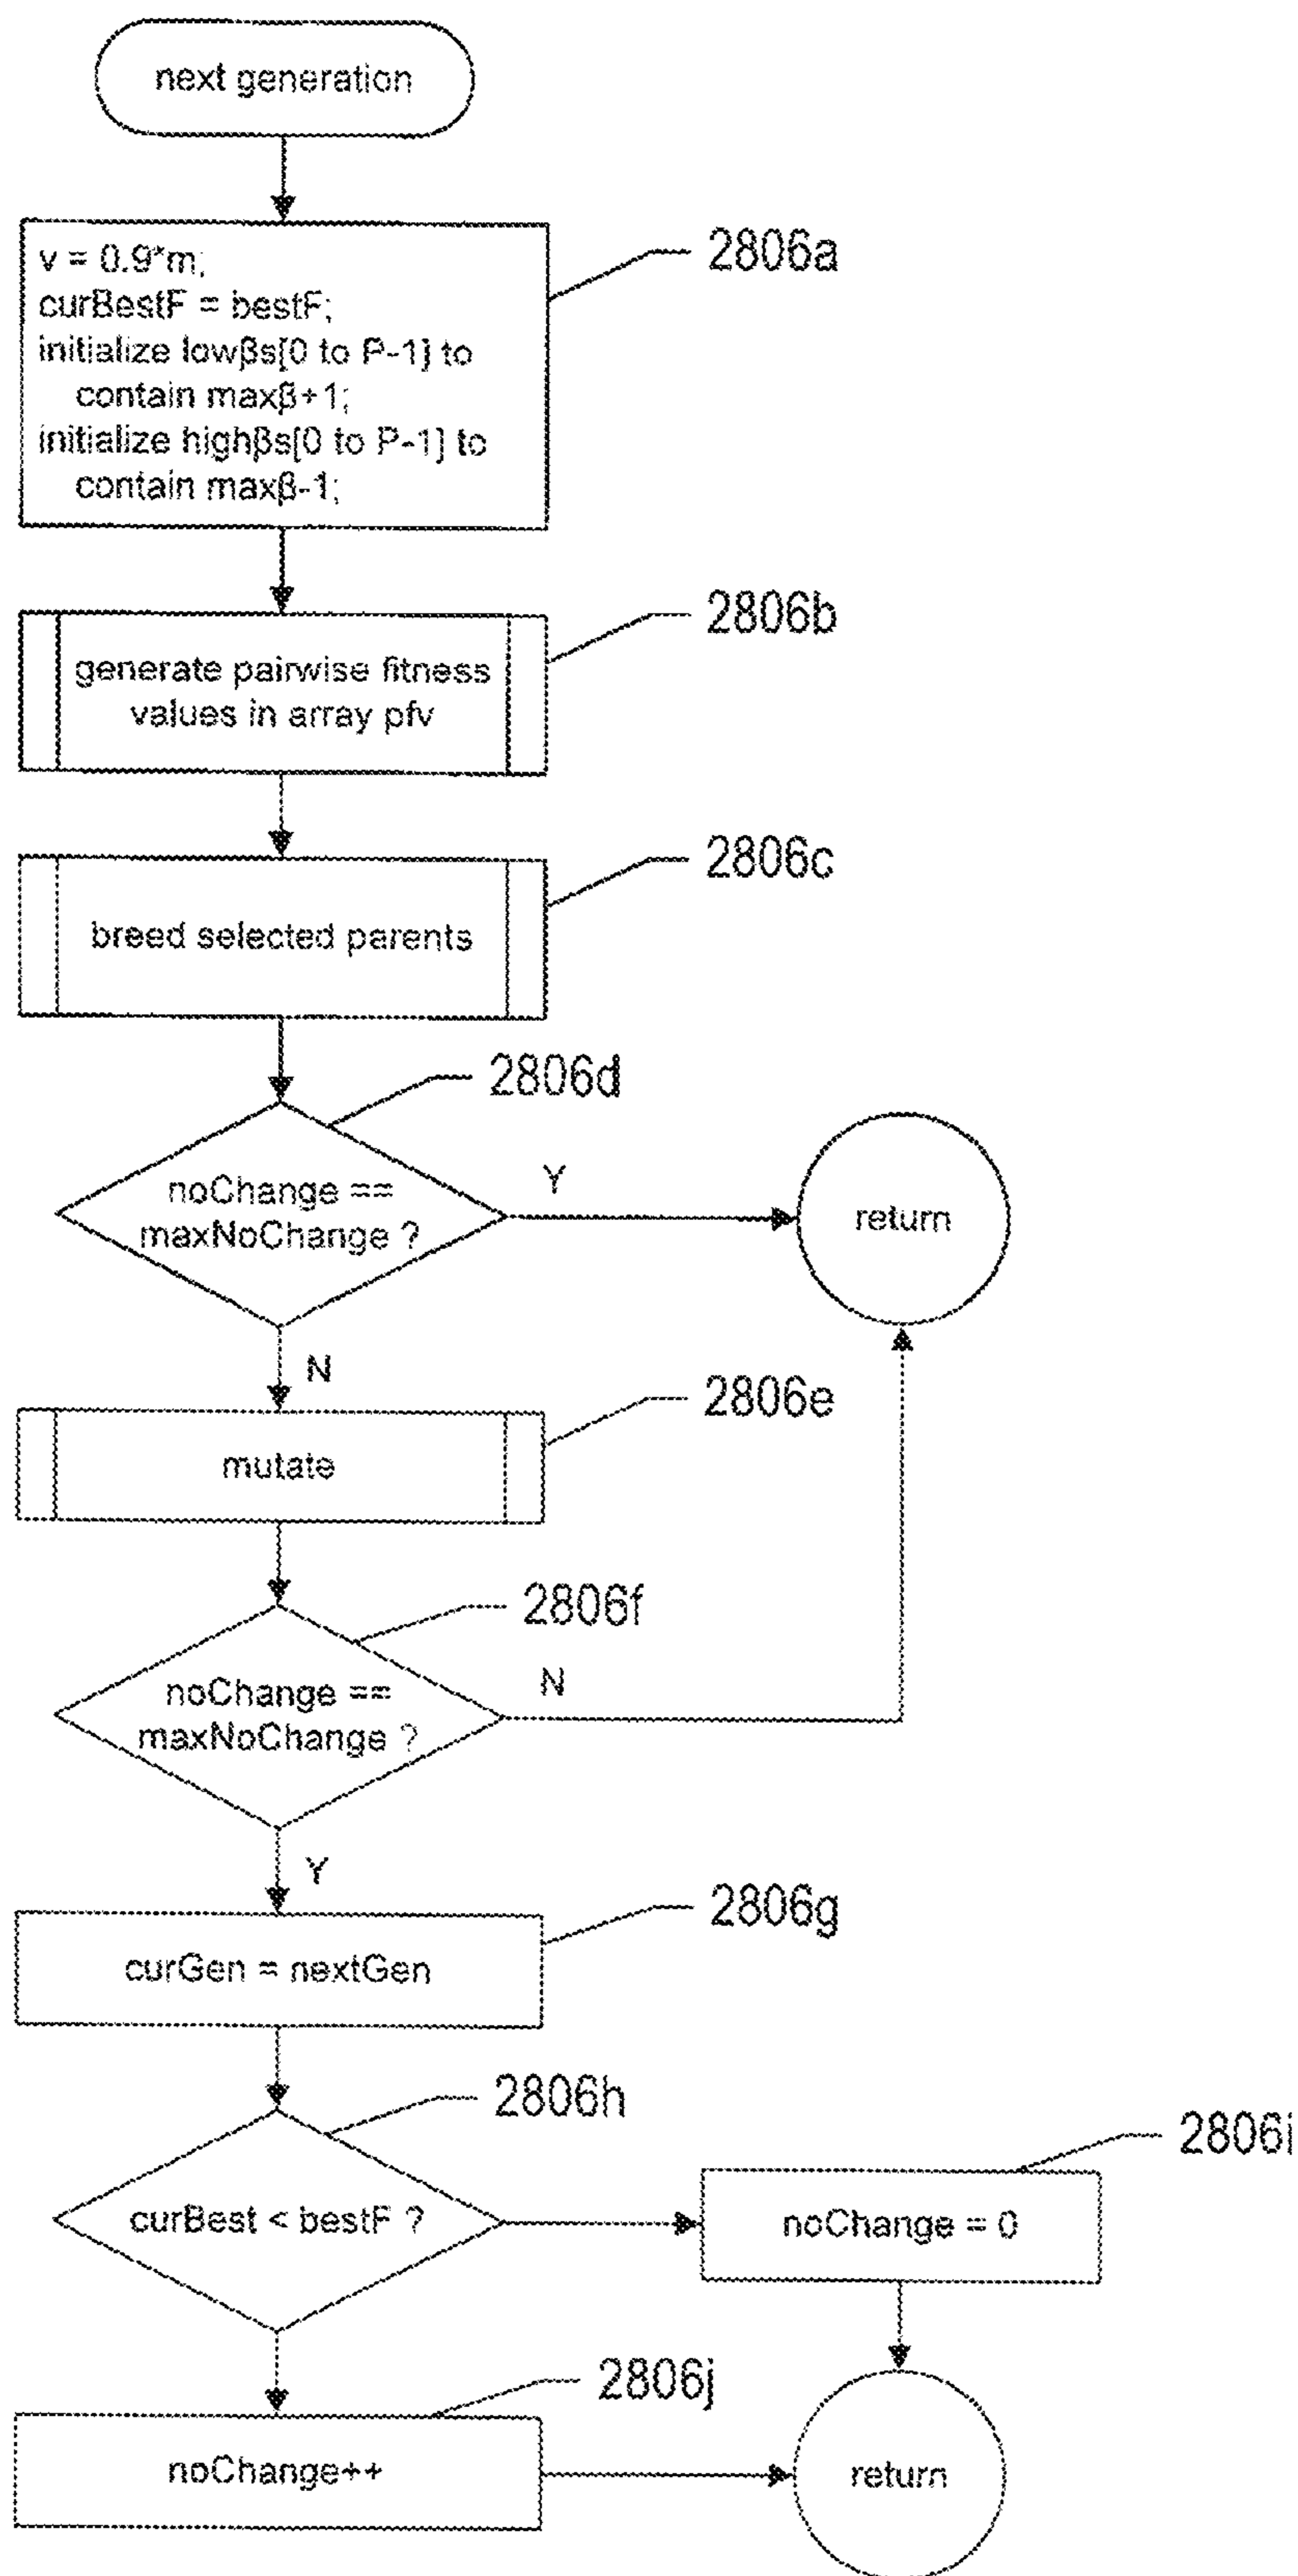 next generation
v = 0.9*m;
curBestF = bestF;
initialize lowβs[0 to P-1] to
contain maxβ+1;
initialize highβs[0 to P-1] to
contain maxβ-1;
2806a
generate pairwise fitness
values in array pfv
2806b
breed selected parents
2806c
2806d
noChange ==
maxNoChange ?
Y
return
N
mutate
2806e
2806f
noChange ==
maxNoChange ?
N
Y
curGen = nextGen
2806g
2806h
curBest < bestF ?
2806i
noChange = 0
2806j
noChange++
return